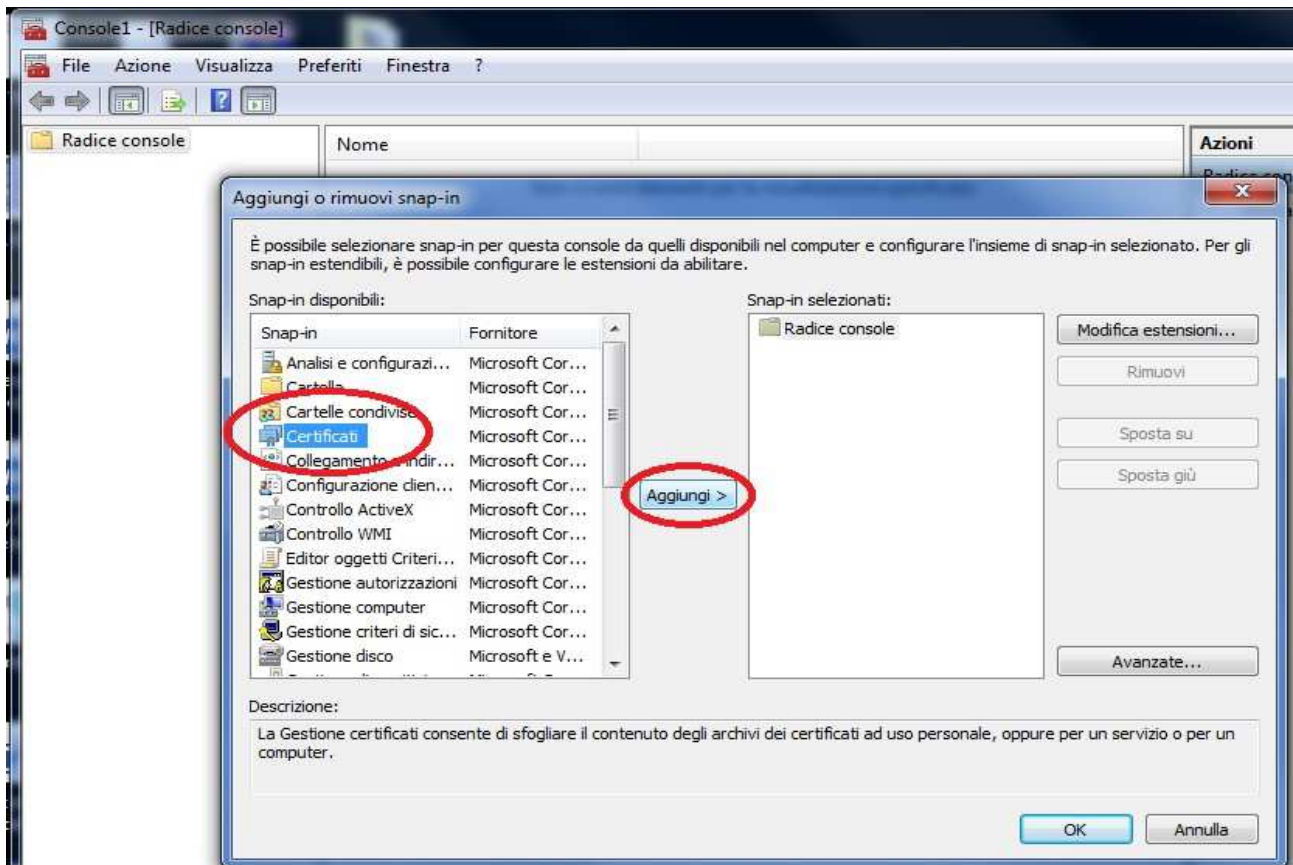 Console1 - [Radice console]
File Azione Visualizza Preferiti Finestra ?
Radice console
Nome
Azioni
Aggiungi o rimuovi snap-in
È possibile selezionare snap-in per questa console da quelli disponibili nel computer e configurare l'insieme di snap-in selezionato. Per gli
snap-in estendibili, è possibile configurare le estensioni da abilitare.
Snap-in disponibili:
Snap-in Fornitore
Analisi e configurazi... Microsoft Cor...
Cartella Microsoft Cor...
Cartelle condivise Microsoft Cor...
Certificati Microsoft Cor...
Collegamento a indir... Microsoft Cor...
Configurazione clien... Microsoft Cor...
Controllo ActiveX Microsoft Cor...
Controllo WMI Microsoft Cor...
Editor oggetti Criteri... Microsoft Cor...
Gestione autorizzazioni Microsoft Cor...
Gestione computer Microsoft Cor...
Gestione criteri di sic... Microsoft Cor...
Gestione disco Microsoft e V...
Aggiungi >
Snap-in selezionati:
Radice console
Modifica estensioni...
Rimuovi
Sposta su
Sposta giù
Avanzate...
Descrizione:
La Gestione certificati consente di sfogliare il contenuto degli archivi dei certificati ad uso personale, oppure per un servizio o per un
computer.
OK
Annulla